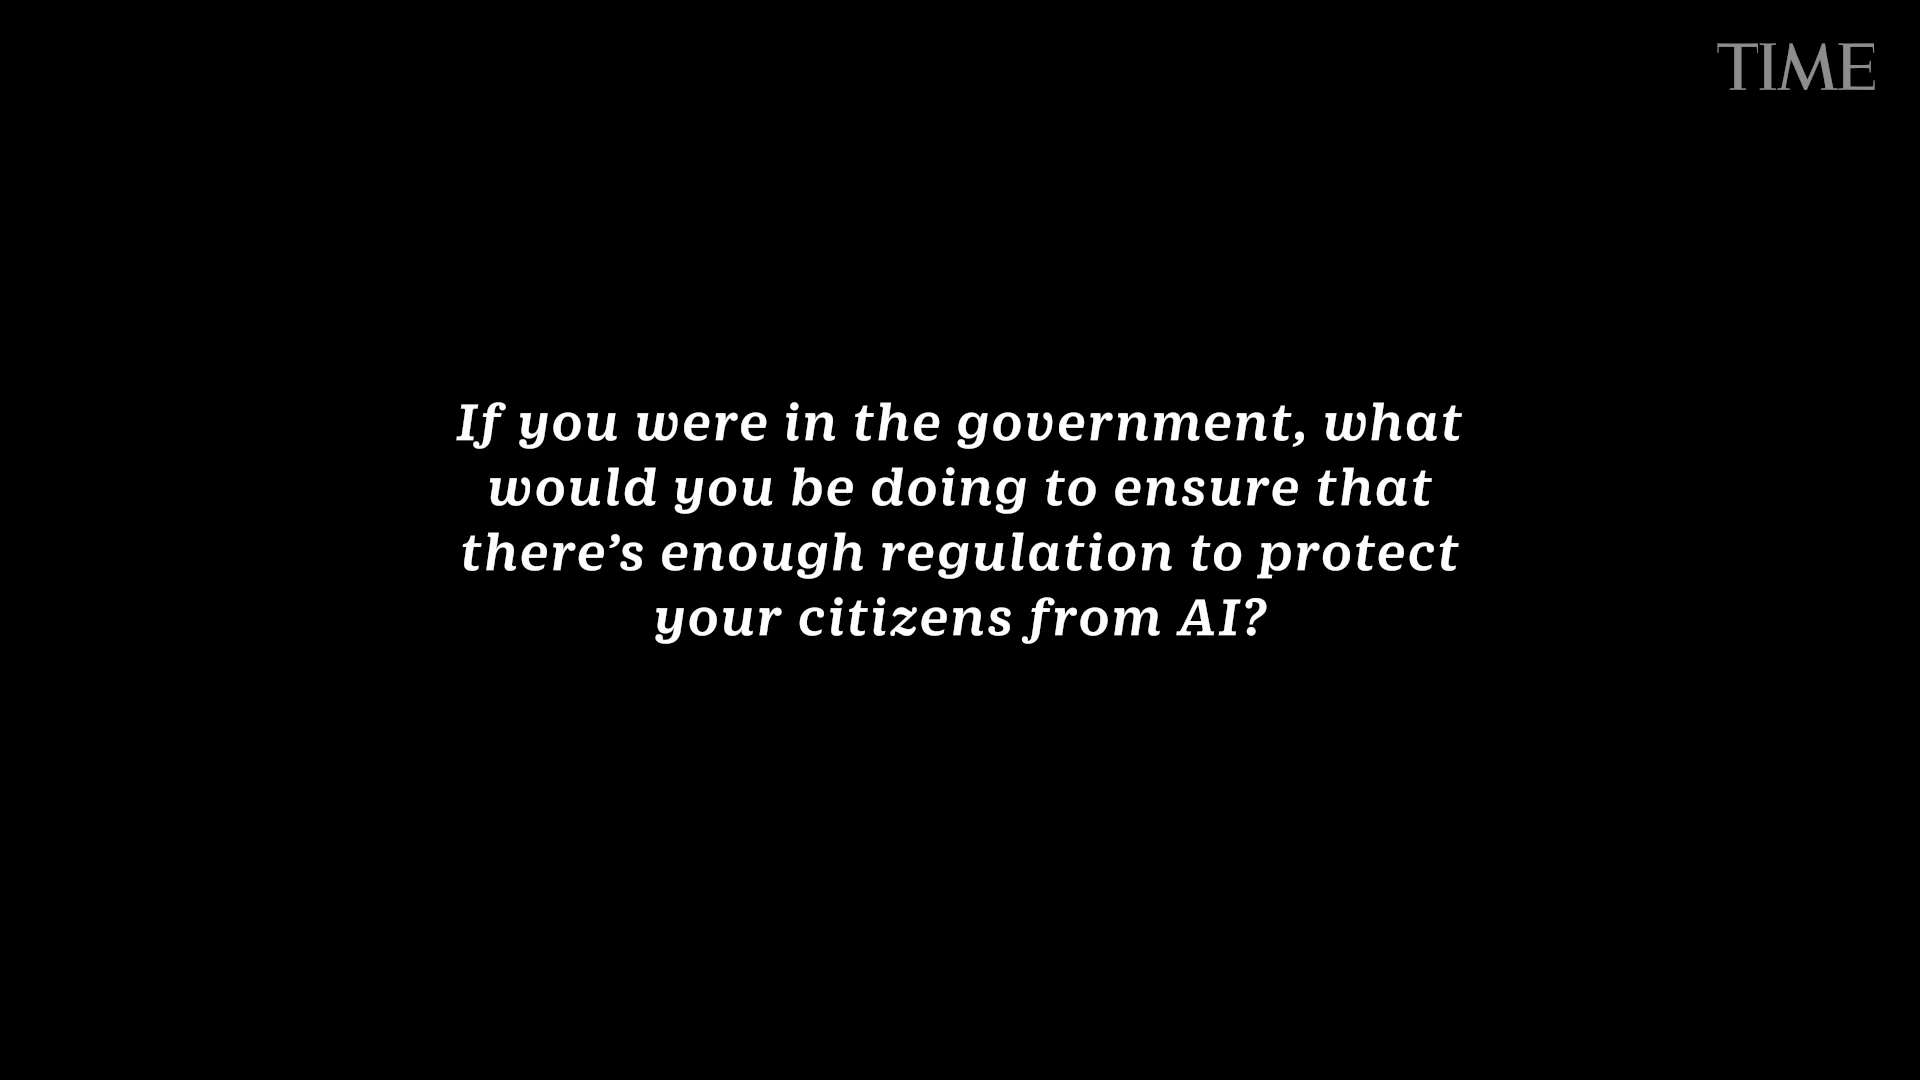 TIME
If you were in the government, what
would you be doing to ensure that
there’s enough regulation to protect
your citizens from AI?